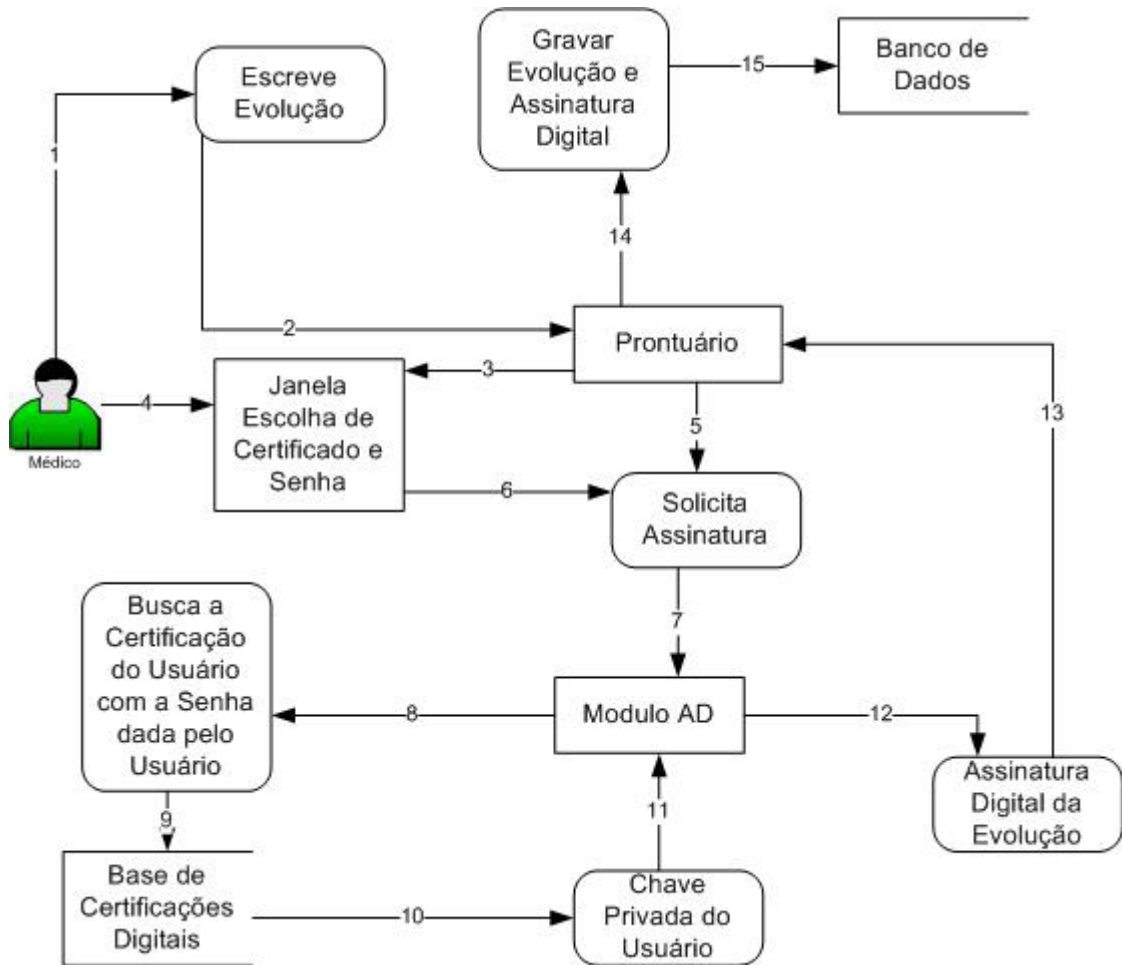 Gravar
Evolução e
Assinatura
Digital
15
Banco de
Dados
Escreve
Evolução
1
14
2
Prontuário
3
Janela
Escolha de
Certificado e
Senha
4
Médico
5
13
6
Solicita
Assinatura
7
Busca a
Certificação
do Usuário
com a Senha
dada pelo
Usuário
8
Modulo AD
12
9
11
Assinatura
Digital da
Evolução
Base de
Certificações
Digitais
10
Chave
Privada do
Usuário